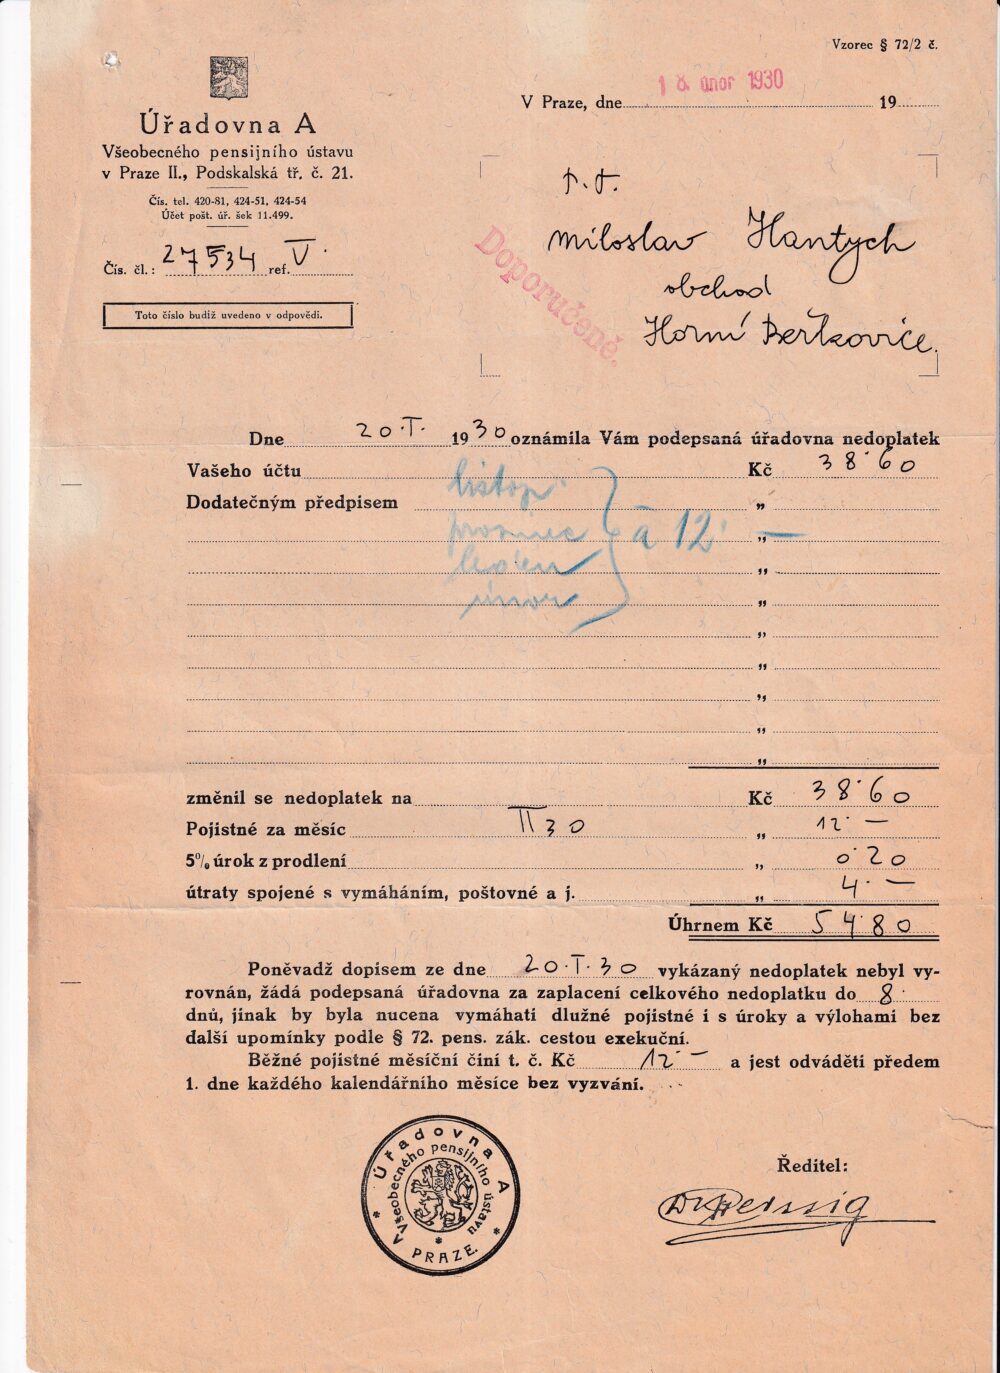 Vzorec § 72/2 č.
Úřadovna A
Všeobecného pensijního ústavu
v Praze II., Podskalská tř. č. 21.
Čís. tel. 420-81, 424-51, 424-54
Účet pošt. úř. šek 11.499.
Čís. čl.: 27534 ref. V.
Toto číslo budiž uvedeno v odpovědi.
V Praze, dne 18. únor 1930 19
P. T.
Miloslav Hantych
obchod
Horní Beřkovice.
Doporučeně.
Dne 20.I. 1930 oznámila Vám podepsaná úřadovna nedoplatek
Vašeho účtu Kč 38.60
Dodatečným předpisem listop. „
prosinec à 12.— „
leden „
únor „
„
„
„
„
„
změnil se nedoplatek na Kč 38.60
Pojistné za měsíc II 30 „ 12.—
5% úrok z prodlení „ 0.20
útraty spojené s vymáháním, poštovné a j. „ 4.—
Úhrnem Kč 54.80
Poněvadž dopisem ze dne 20.I.30 vykázaný nedoplatek nebyl vy-
rovnán, žádá podepsaná úřadovna za zaplacení celkového nedoplatku do 8
dnů, jinak by byla nucena vymáhati dlužné pojistné i s úroky a výlohami bez
další upomínky podle § 72. pens. zák. cestou exekuční.
Běžné pojistné měsíční činí t. č. Kč 12.— a jest odváděti předem
1. dne každého kalendářního měsíce bez vyzvání.
Úřadovna A
Všeobecného pensijního ústavu
PRAZE
Ředitel: